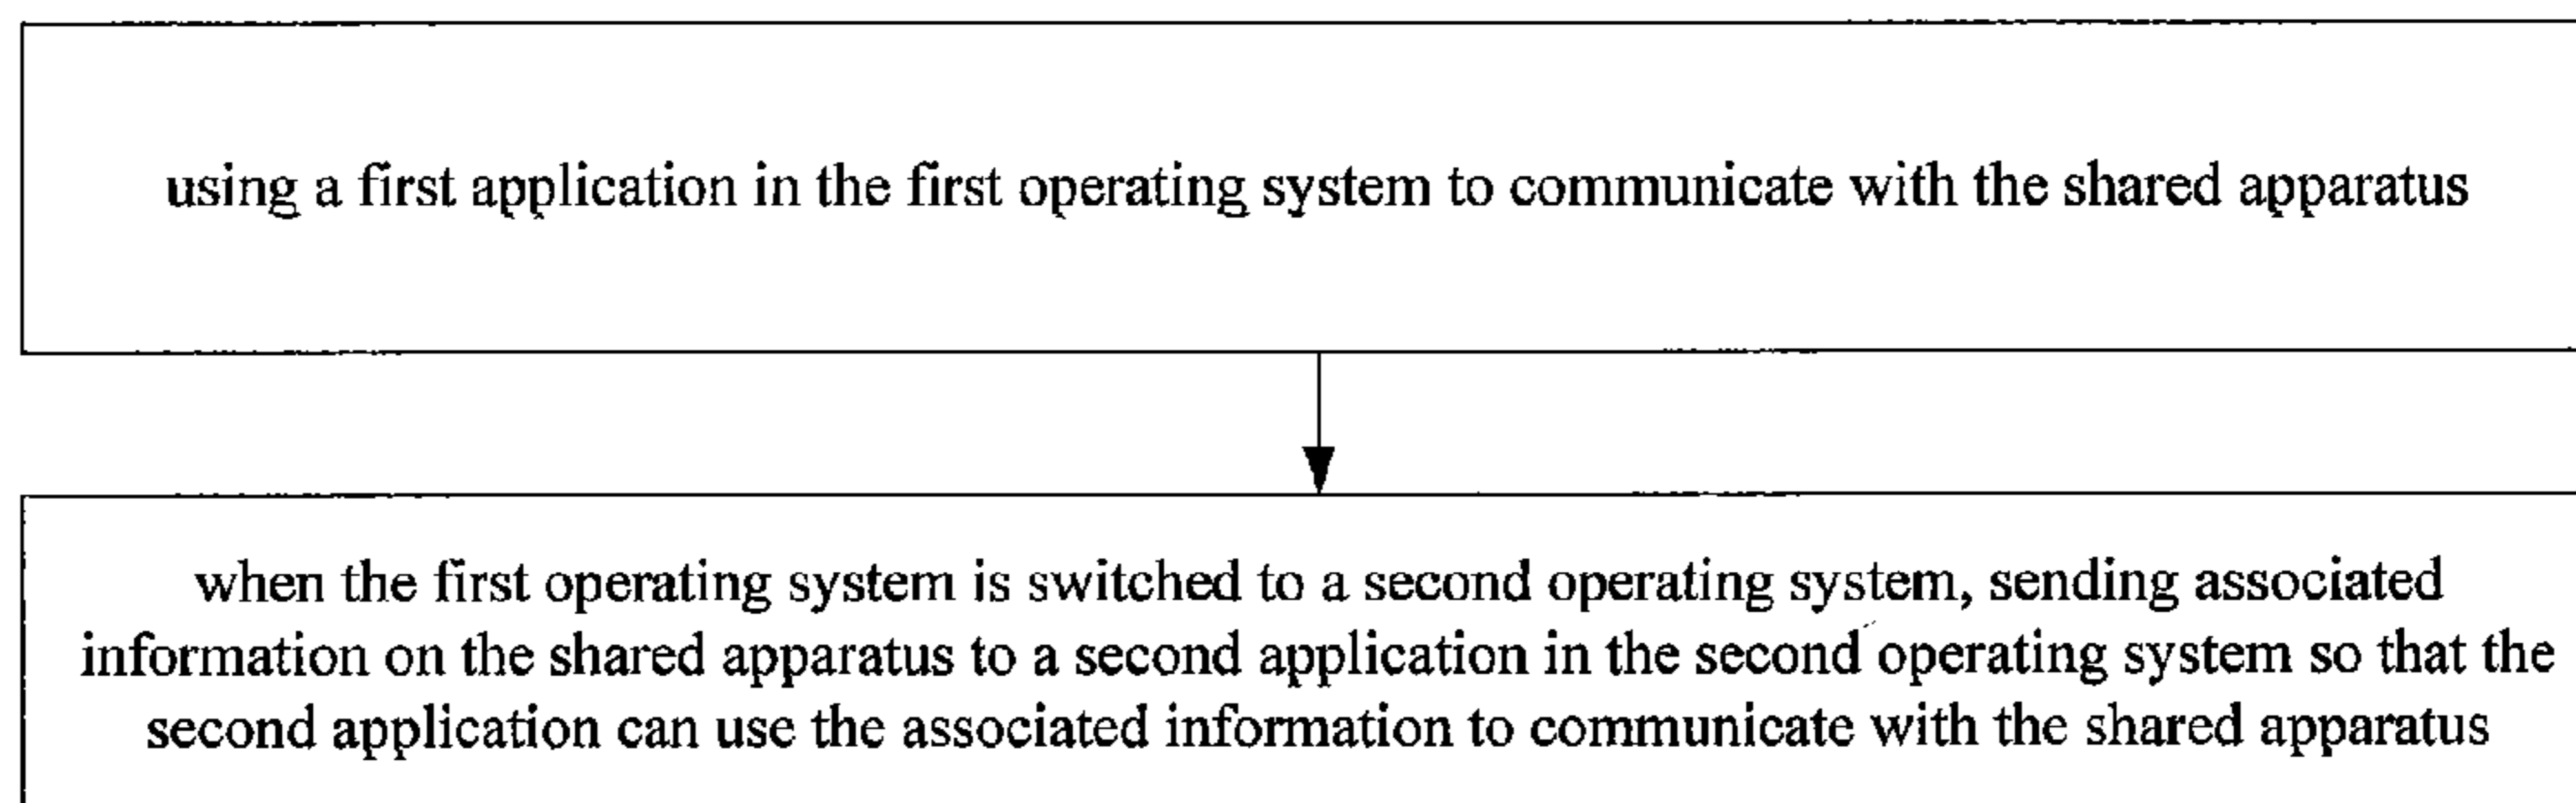 using a first application in the first operating system to communicate with the shared apparatus
when the first operating system is switched to a second operating system, sending associated
information on the shared apparatus to a second application in the second operating system so that the
second application can use the associated information to communicate with the shared apparatus